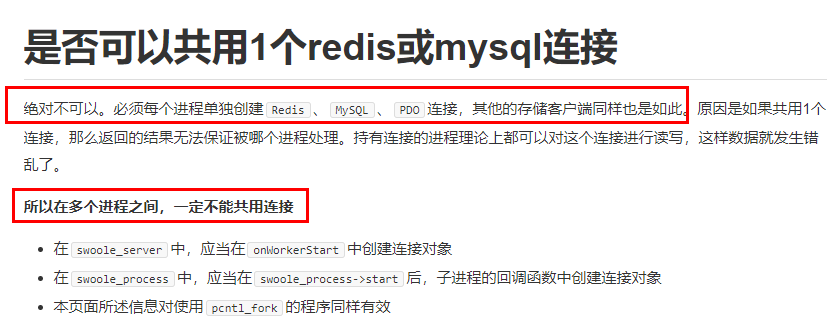 是否可以共用1个redis或mysql连接
绝对不可以。必须每个进程单独创建 Redis 、 MySQL 、 PDO 连接，其他的存储客户端同样也是如此。原因是如果共用1个
连接，那么返回的结果无法保证被哪个进程处理。持有连接的进程理论上都可以对这个连接进行读写，这样数据就发生错
乱了。
所以在多个进程之间，一定不能共用连接
• 在 swoole_server 中，应当在 onWorkerStart 中创建连接对象
• 在 swoole_process 中，应当在 swoole_process->start 后，子进程的回调函数中创建连接对象
• 本页面所述信息对使用 pcntl_fork 的程序同样有效